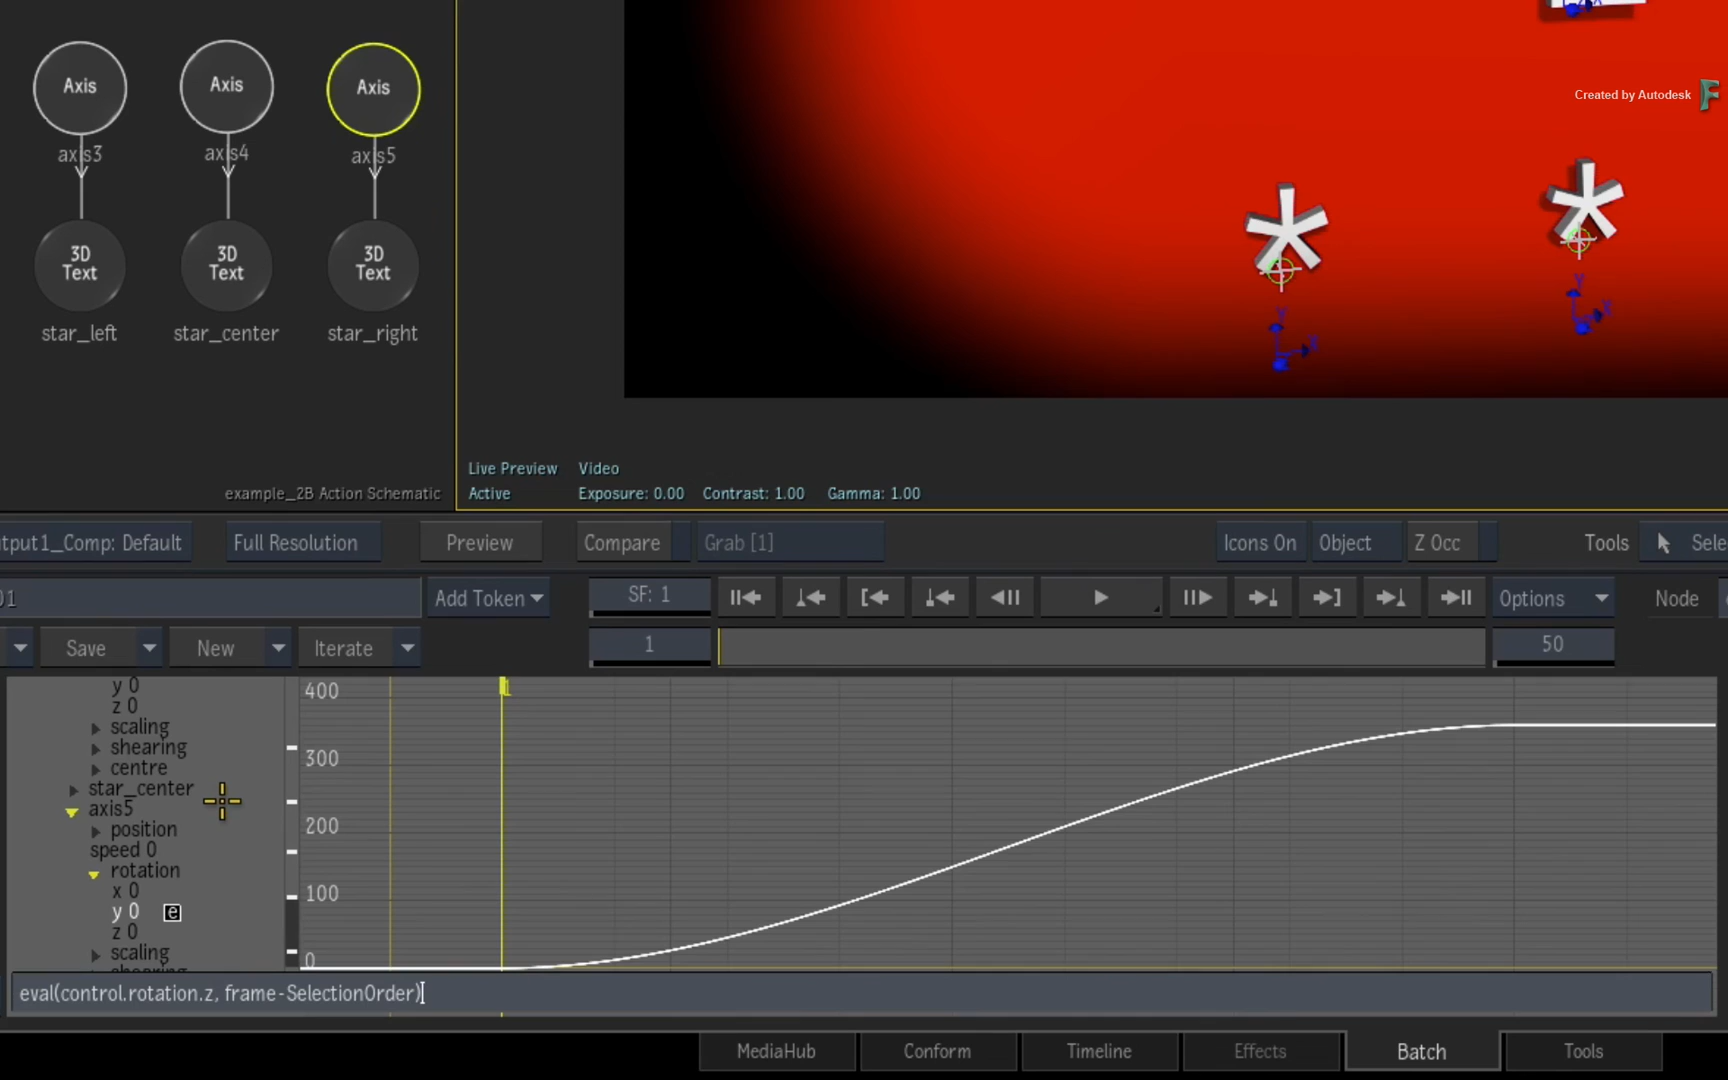 Axis
Axis
Axis
axis3
axis4
axis5
3D
Text
3D
Text
3D
Text
star_left
star_center
star_right
example_2B Action Schematic
Created by Autodesk
Y
X
Y
X
Live Preview Video
Active Exposure: 0.00 Contrast: 1.00 Gamma: 1.00
tput1_Comp: Default
Full Resolution
Preview
Compare
Grab [1]
Icons On
Object
Z Occ
Tools
Sele
01
Add Token
SF: 1
Options
Node
Save
New
Iterate
1
50
y 0
z 0
scaling
shearing
centre
star_center
axis5
position
speed 0
rotation
x 0
y 0 e
z 0
scaling
400
300
200
100
0
1
eval(control.rotation.z, frame-SelectionOrder)
MediaHub
Conform
Timeline
Effects
Batch
Tools